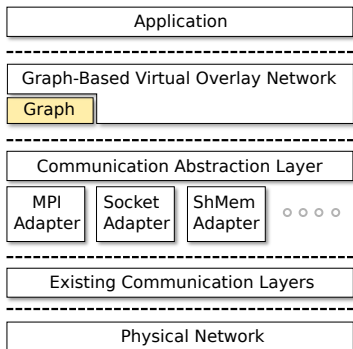 Application
Graph-Based Virtual Overlay Network
Graph
Communication Abstraction Layer
MPI
Adapter
Socket
Adapter
ShMem
Adapter
Existing Communication Layers
Physical Network